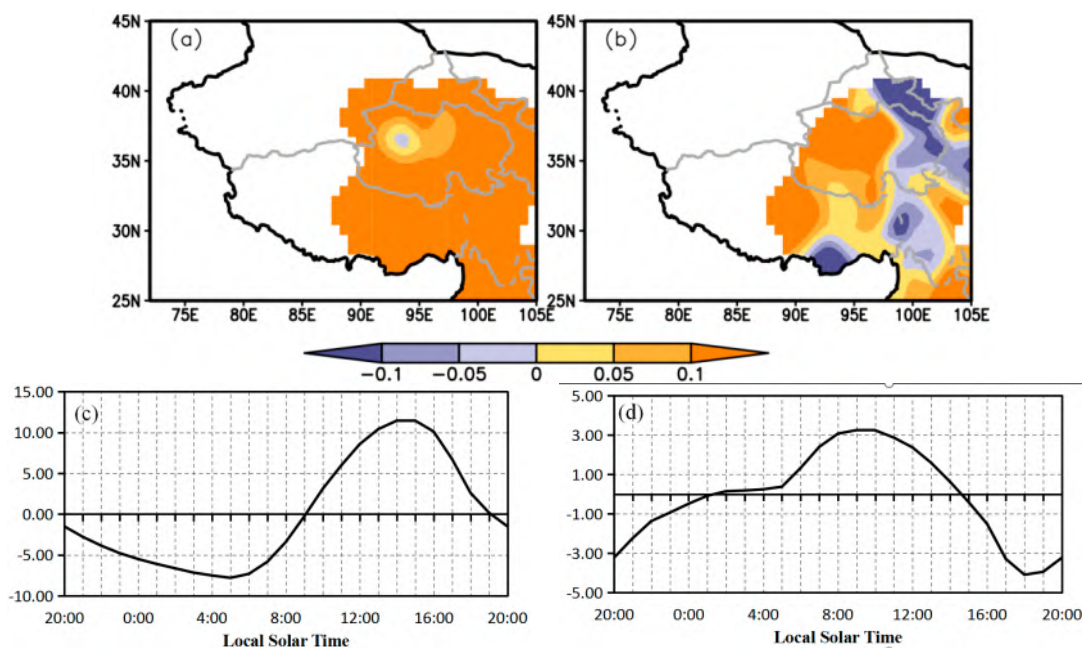 45N
(a)
40N
35N
30N
25N
75E 80E 85E 90E 95E 100E 105E
45N
(b)
40N
35N
30N
25N
75E 80E 85E 90E 95E 100E 105E
-0.1 -0.05 0 0.05 0.1
15.00
(c)
10.00
5.00
0.00
-5.00
-10.00
20:00 0:00 4:00 8:00 12:00 16:00 20:00
Local Solar Time
5.00
(d)
3.00
1.00
-1.00
-3.00
-5.00
20:00 0:00 4:00 8:00 12:00 16:00 20:00
Local Solar Time